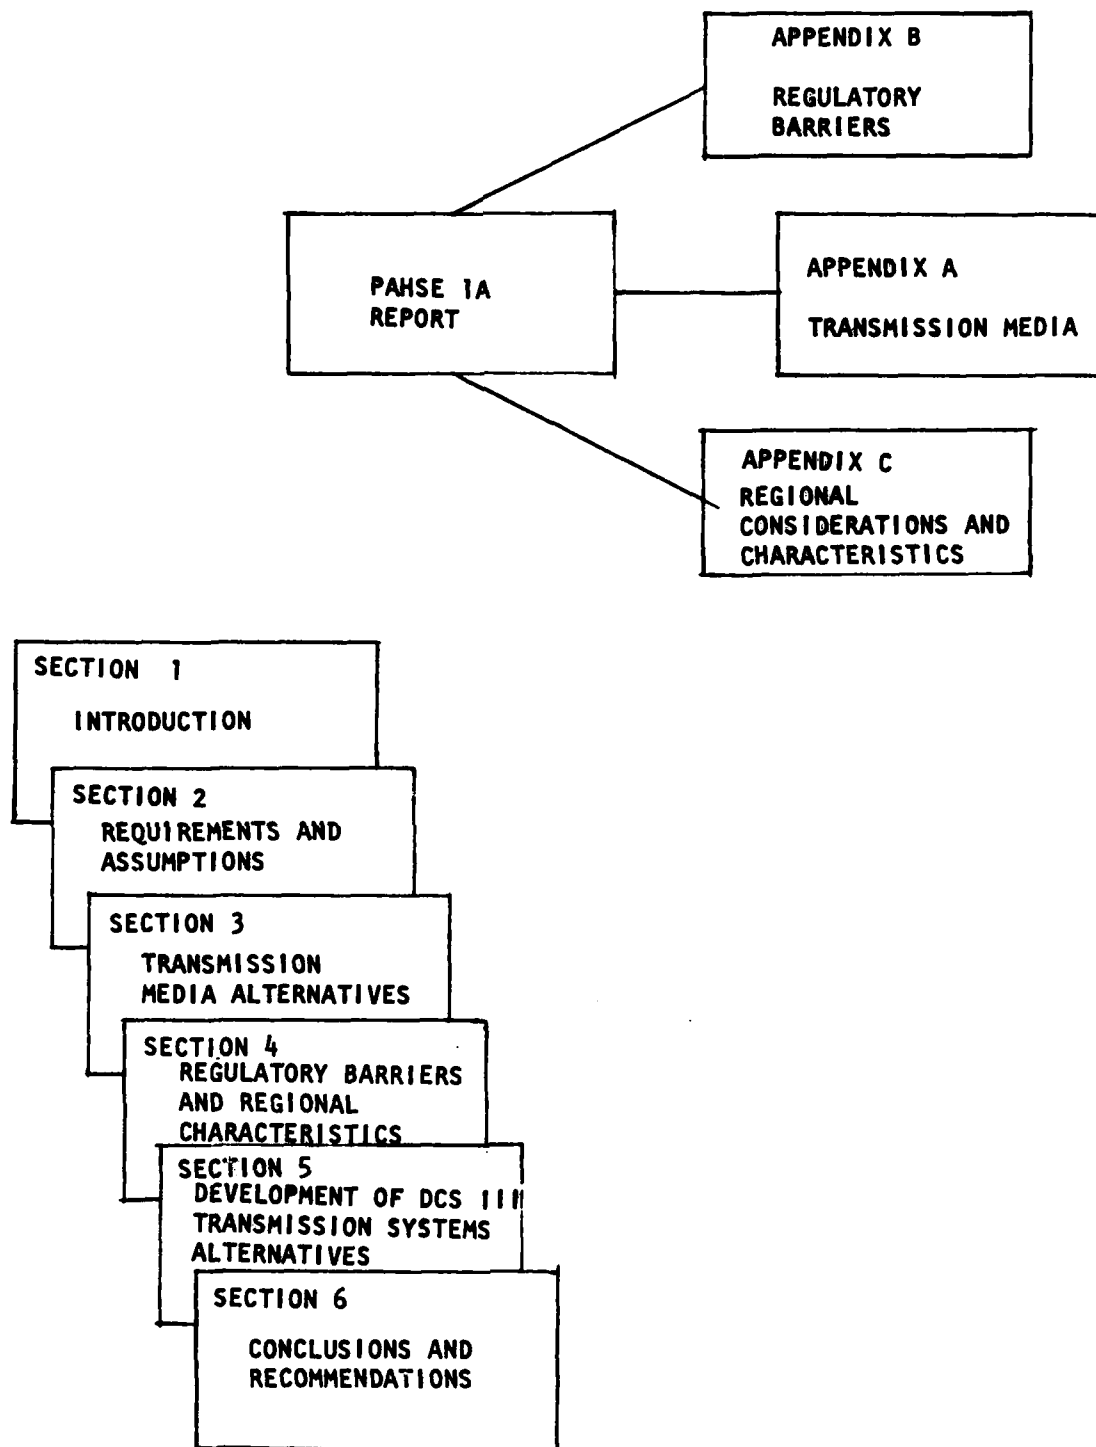 APPENDIX B
REGULATORY
BARRIERS
PAHSE 1A
REPORT
APPENDIX A
TRANSMISSION MEDIA
APPENDIX C
REGIONAL
CONSIDERATIONS AND
CHARACTERISTICS
SECTION 1
INTRODUCTION
SECTION 2
REQUIREMENTS AND
ASSUMPTIONS
SECTION 3
TRANSMISSION
MEDIA ALTERNATIVES
SECTION 4
REGULATORY BARRIERS
AND REGIONAL
CHARACTERISTICS
SECTION 5
DEVELOPMENT OF DCS III
TRANSMISSION SYSTEMS
ALTERNATIVES
SECTION 6
CONCLUSIONS AND
RECOMMENDATIONS